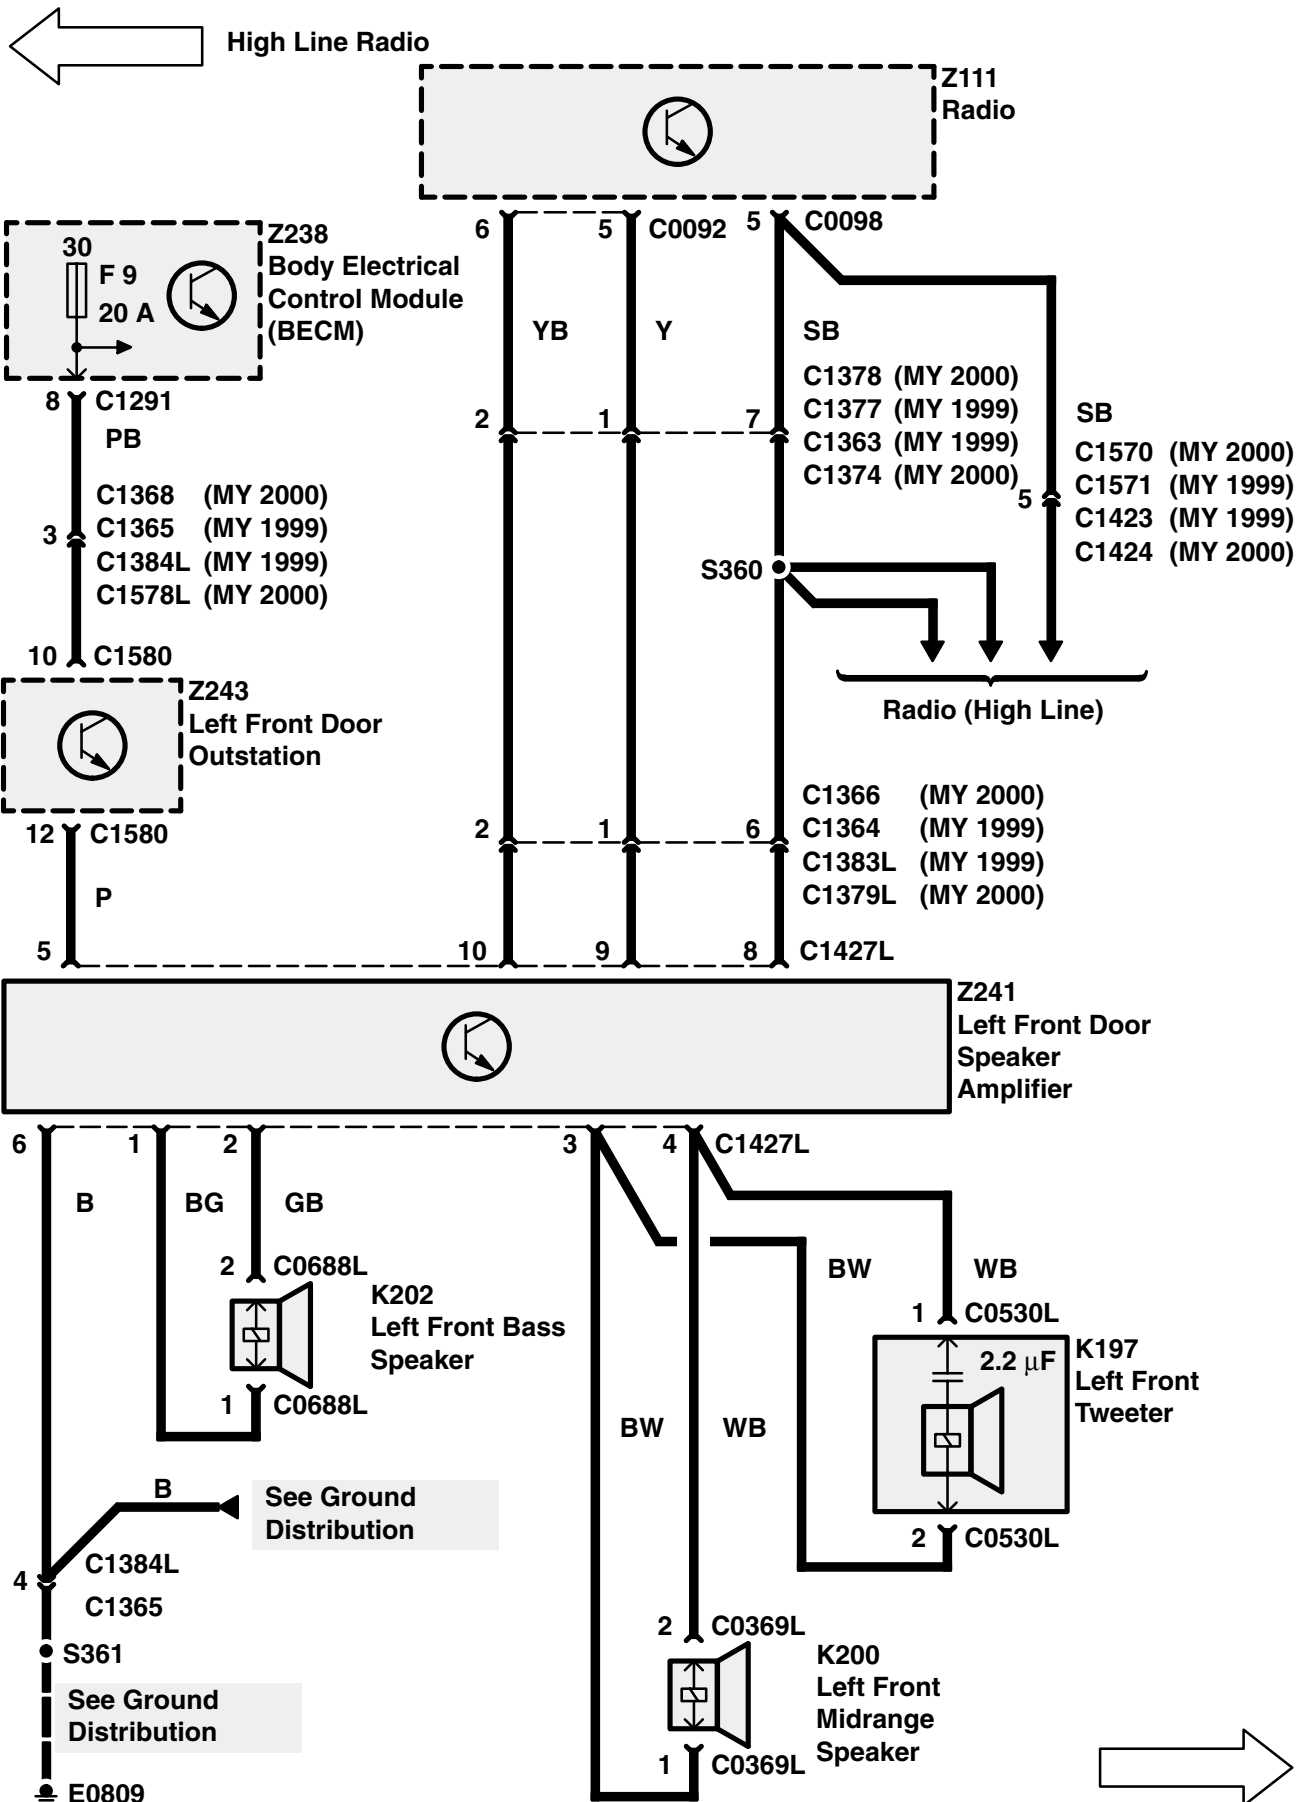 High Line Radio
Z111
Radio
6
5
C0092
5
C0098
30
F 9
20 A
Z238
Body Electrical
Control Module
(BECM)
YB
Y
SB
8
C1291
PB
C1378 (MY 2000)
C1377 (MY 1999)
C1363 (MY 1999)
C1374 (MY 2000)
2
1
7
SB
C1570 (MY 2000)
C1571 (MY 1999)
C1423 (MY 1999)
C1424 (MY 2000)
5
3
C1368 (MY 2000)
C1365 (MY 1999)
C1384L (MY 1999)
C1578L (MY 2000)
S360
10
C1580
Z243
Left Front Door
Outstation
Radio (High Line)
12
C1580
2
1
6
C1366 (MY 2000)
C1364 (MY 1999)
C1383L (MY 1999)
C1379L (MY 2000)
P
5
10
9
8
C1427L
Z241
Left Front Door
Speaker
Amplifier
6
1
2
3
4
C1427L
B
BG
GB
2
C0688L
K202
Left Front Bass
Speaker
1
C0688L
BW
WB
1
C0530L
2.2 μF
K197
Left Front
Tweeter
2
C0530L
BW
WB
B
See Ground
Distribution
4
C1384L
C1365
S361
See Ground
Distribution
E0809
2
C0369L
K200
Left Front
Midrange
Speaker
1
C0369L